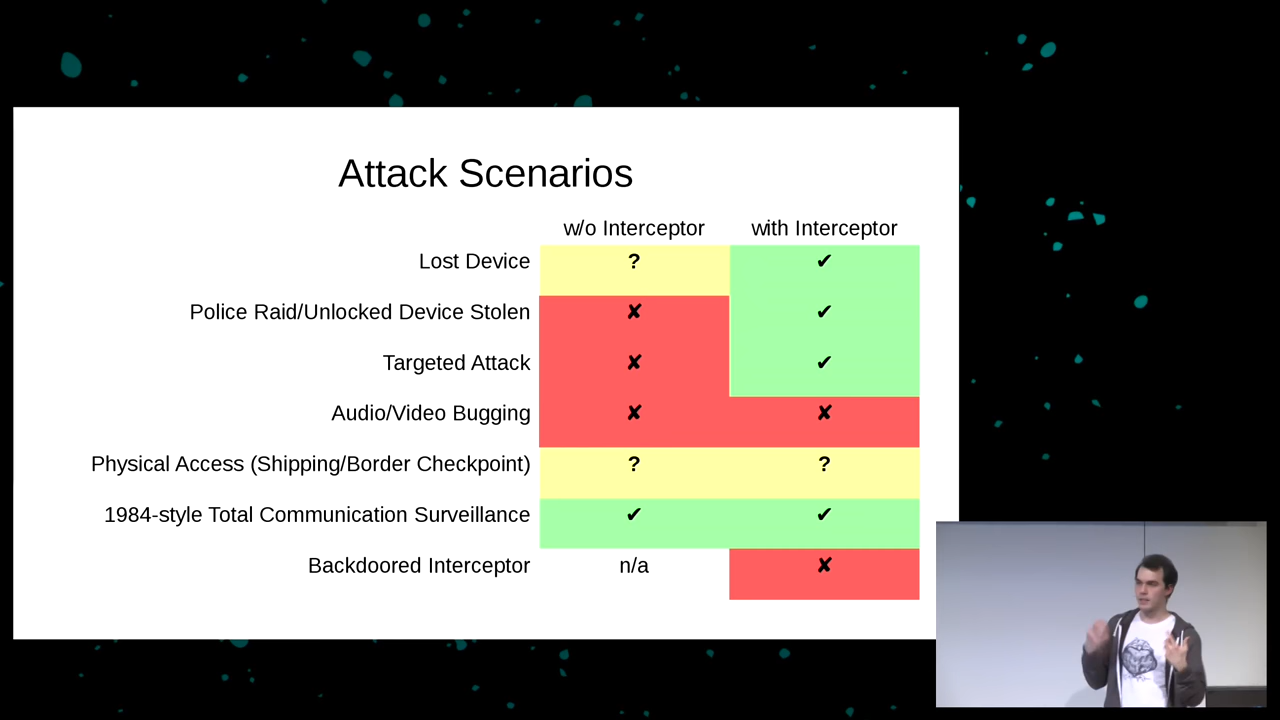 Attack Scenarios
w/o Interceptor with Interceptor
Lost Device ? ✔
Police Raid/Unlocked Device Stolen ✘ ✔
Targeted Attack ✘ ✔
Audio/Video Bugging ✘ ✘
Physical Access (Shipping/Border Checkpoint) ? ?
1984-style Total Communication Surveillance ✔ ✔
Backdoored Interceptor n/a ✘